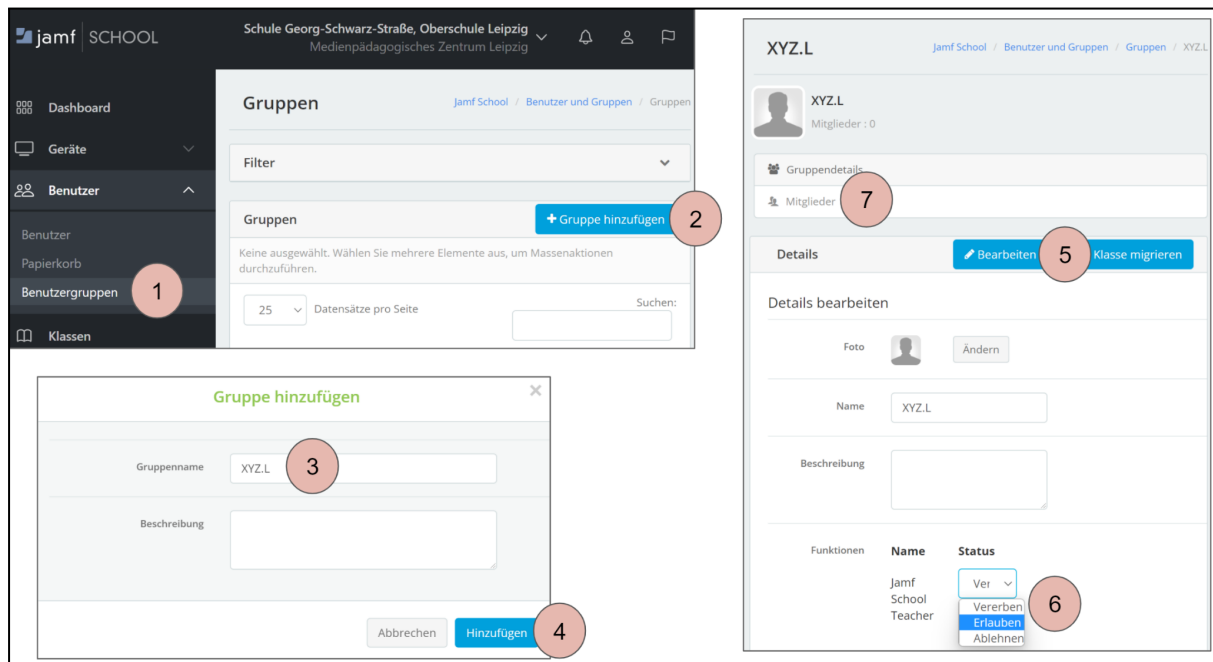 jamf SCHOOL
Schule Georg-Schwarz-Straße, Oberschule Leipzig
Medienpädagogisches Zentrum Leipzig
Dashboard
Geräte
Benutzer
Benutzer
Papierkorb
Benutzergruppen
1
Klassen
Gruppen
Jamf School / Benutzer und Gruppen / Gruppen
Filter
Gruppen
+ Gruppe hinzufügen
2
Keine ausgewählt. Wählen Sie mehrere Elemente aus, um Massenaktionen
durchzuführen.
25 Datensätze pro Seite
Suchen:
Gruppe hinzufügen
×
Gruppenname
XYZ.L
3
Beschreibung
Abbrechen
Hinzufügen
4
XYZ.L
Jamf School / Benutzer und Gruppen / Gruppen / XYZ.L
XYZ.L
Mitglieder : 0
Gruppendetails
Mitglieder
7
Details
Bearbeiten
5
Klasse migrieren
Details bearbeiten
Foto
Ändern
Name
XYZ.L
Beschreibung
Funktionen
Name Status
Jamf
School
Teacher
Ver
Vererben
Erlauben
Ablehnen
6